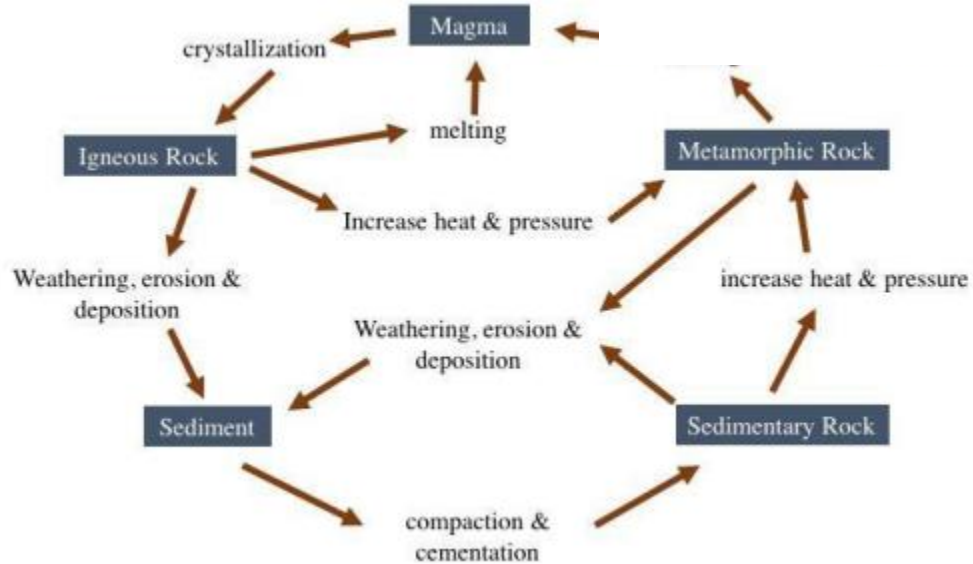 Magma
crystallization
melting
Igneous Rock
Metamorphic Rock
Increase heat & pressure
Weathering, erosion &
deposition
increase heat & pressure
Weathering, erosion &
deposition
Sediment
Sedimentary Rock
compaction &
cementation